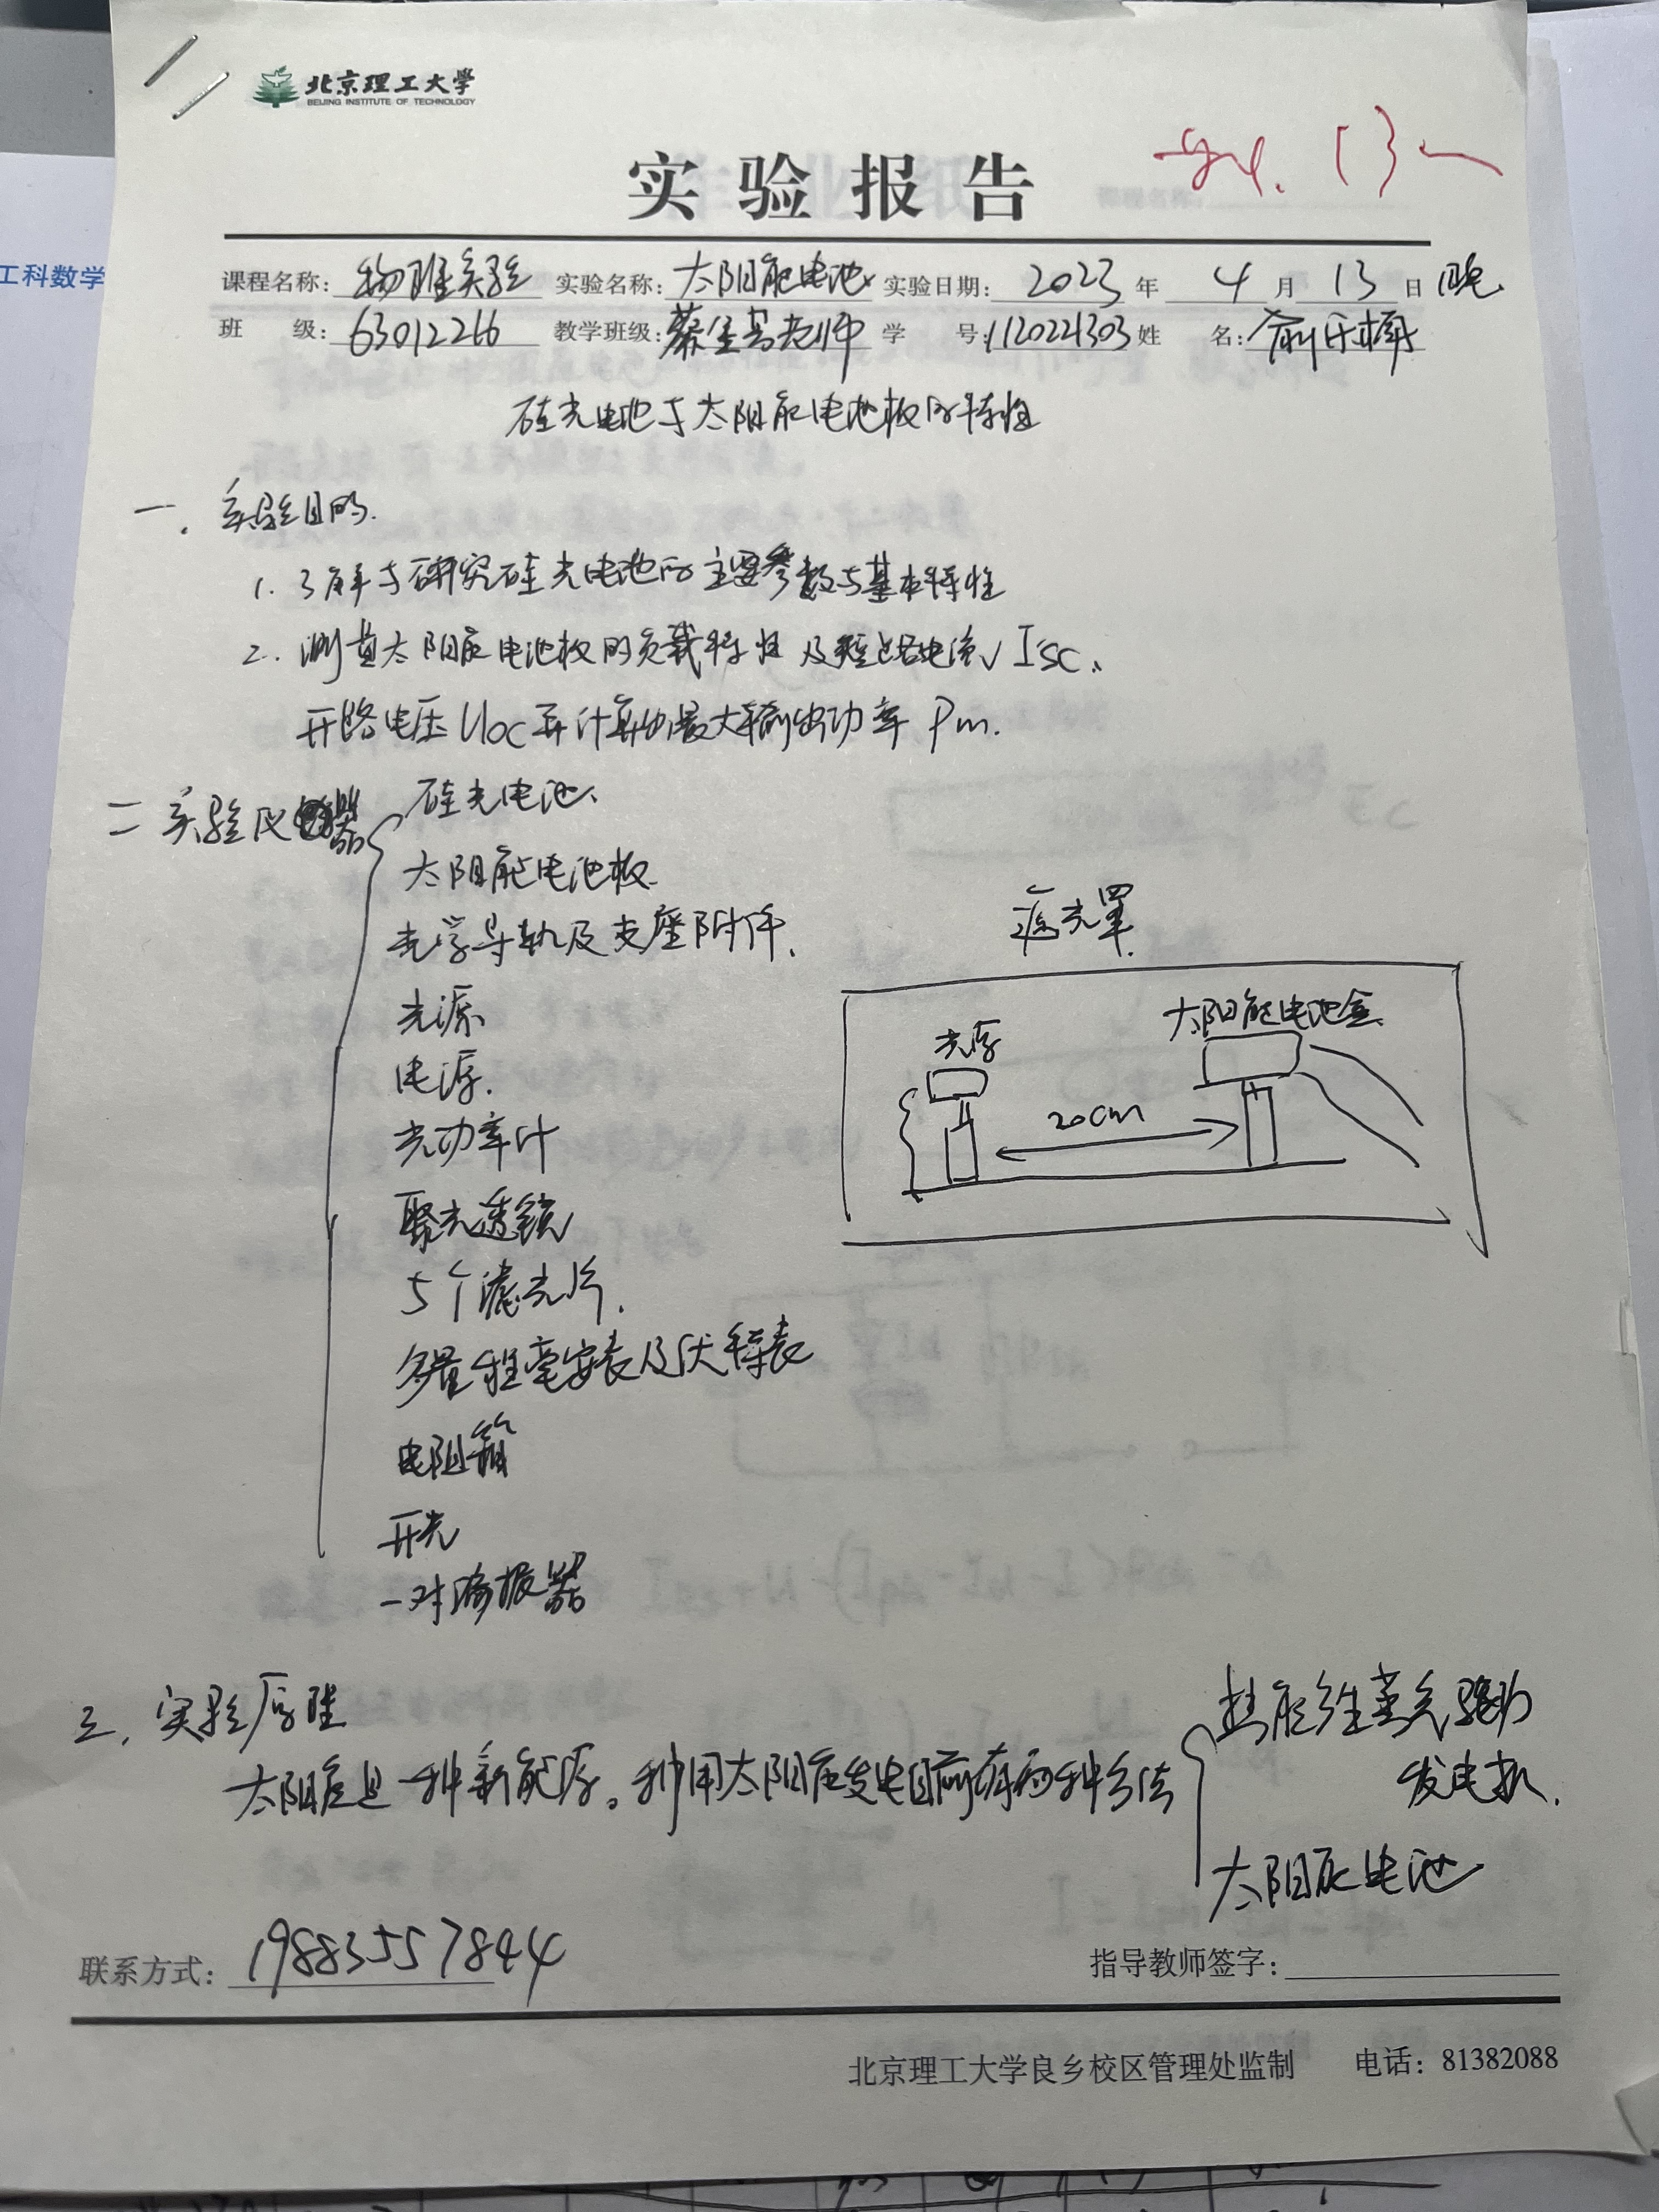 工科数学
北京理工大学
BEIJING INSTITUTE OF TECHNOLOGY
实验报告
课程名称: 物理实验 实验名称: 太阳能电池 实验日期: 2023 年 4 月 13 日 晚
班 级: 63012266 教学班级: 老师 学 号: 1120221303 姓 名:
硅光电池与太阳能电池板的特性
一. 实验目的.
1. 了解与研究硅光电池的主要参数与基本特性
2. 测量太阳能电池板的负载特性及短路电流 Isc、
开路电压 Uoc 并计算出最大输出功率 Pm.
二 实验仪器
硅光电池、
太阳能电池板.
光学导轨及支座附件.
光源
电源.
光功率计
聚光透镜
5个滤光片.
多量程毫安表及伏特表
电阻箱
开关
一对偏振器
遮光罩
光源
太阳能电池盒
20cm
三. 实验原理
太阳能是一种新能源。利用太阳能发电目前有两种方法
热能产生蒸气驱动
发电机.
太阳能电池
联系方式: 19883557844
指导教师签字:
北京理工大学良乡校区管理处监制 电话: 81382088